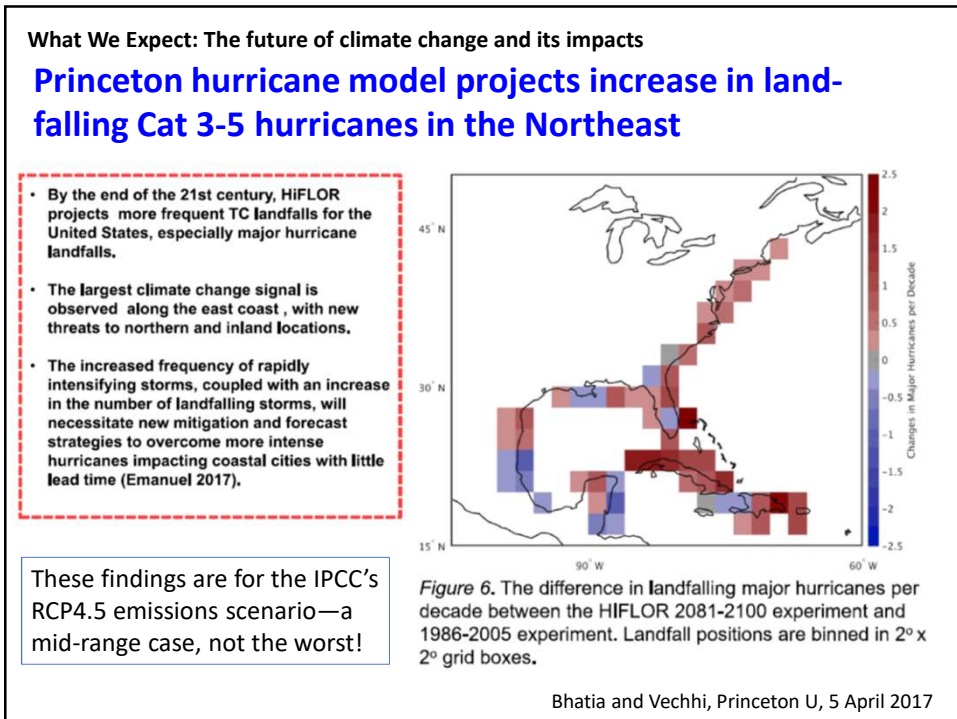 What We Expect: The future of climate change and its impacts
Princeton hurricane model projects increase in land-
falling Cat 3-5 hurricanes in the Northeast
• By the end of the 21st century, HiFLOR
projects more frequent TC landfalls for the
United States, especially major hurricane
landfalls.
• The largest climate change signal is
observed along the east coast , with new
threats to northern and inland locations.
• The increased frequency of rapidly
intensifying storms, coupled with an increase
in the number of landfalling storms, will
necessitate new mitigation and forecast
strategies to overcome more intense
hurricanes impacting coastal cities with little
lead time (Emanuel 2017).
These findings are for the IPCC's
RCP4.5 emissions scenario—a
mid-range case, not the worst!
45° N
30° N
15° N
90° W
60° W
2.5
2
1.5
1
0.5
0
-0.5
-1
-1.5
-2
-2.5
Changes in Major Hurricanes per Decade
Figure 6. The difference in landfalling major hurricanes per
decade between the HIFLOR 2081-2100 experiment and
1986-2005 experiment. Landfall positions are binned in 2° x
2° grid boxes.
Bhatia and Vechhi, Princeton U, 5 April 2017